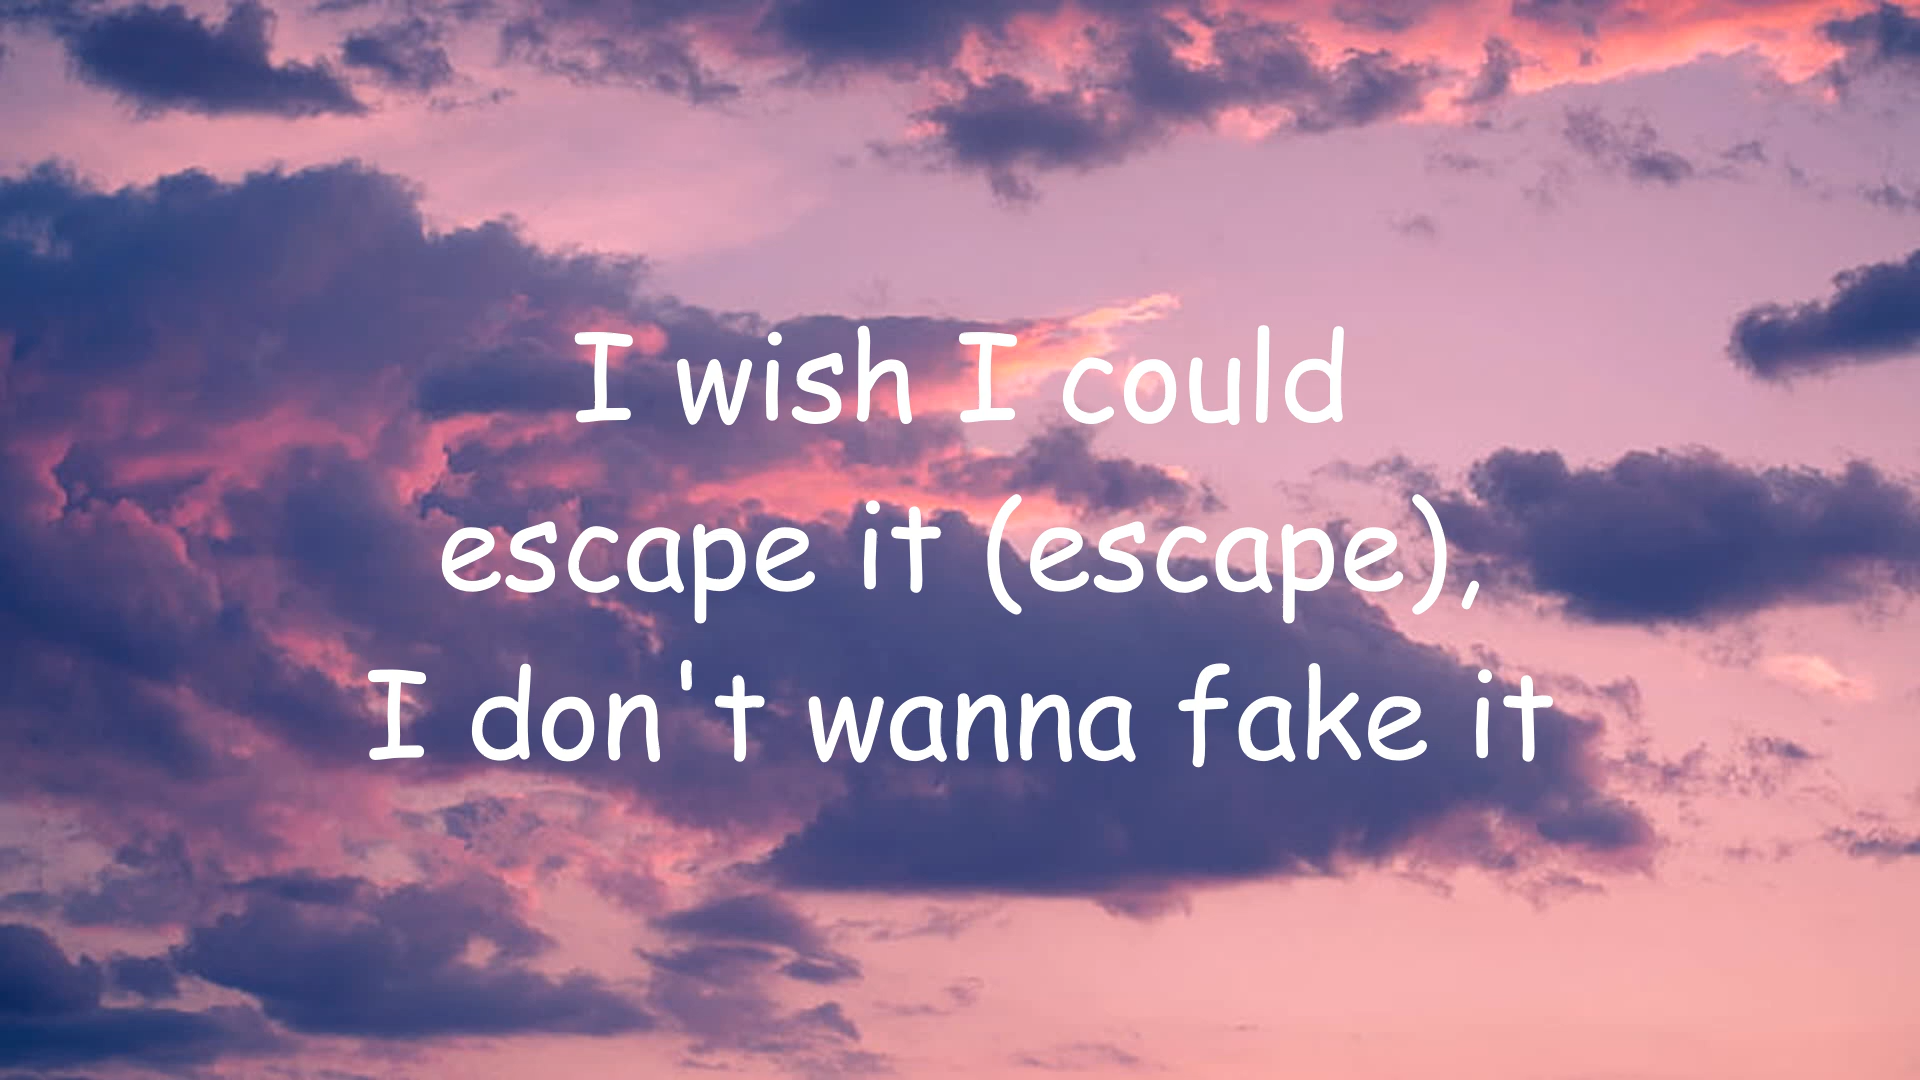 I wish I could
escape it (escape),
I don't wanna fake it